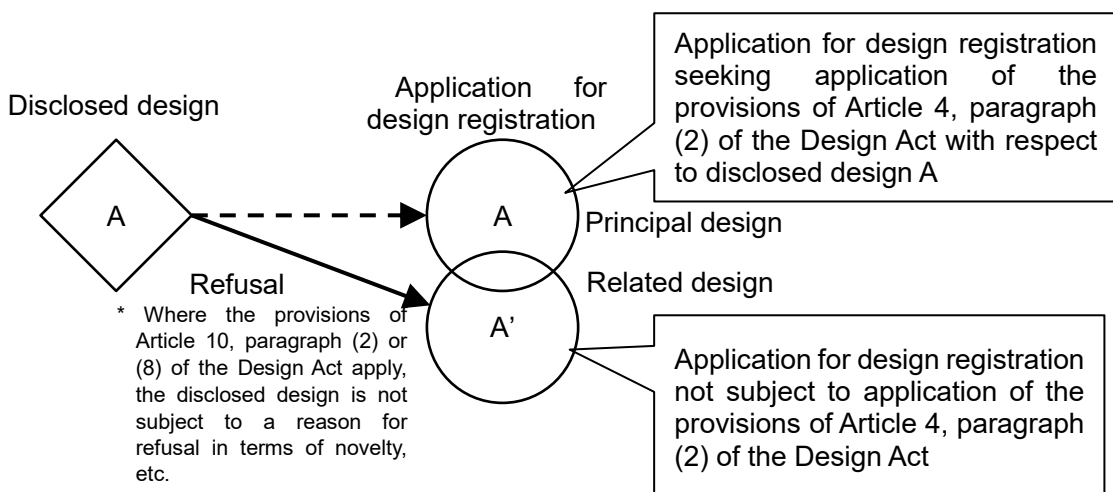 Disclosed design
A
Application for
design registration
A
Application for design registration
seeking application of the
provisions of Article 4, paragraph
(2) of the Design Act with respect
to disclosed design A
Principal design
Refusal
* Where the provisions of
Article 10, paragraph (2) or
(8) of the Design Act apply,
the disclosed design is not
subject to a reason for
refusal in terms of novelty,
etc.
Related design
A’
Application for design registration
not subject to application of the
provisions of Article 4, paragraph
(2) of the Design Act